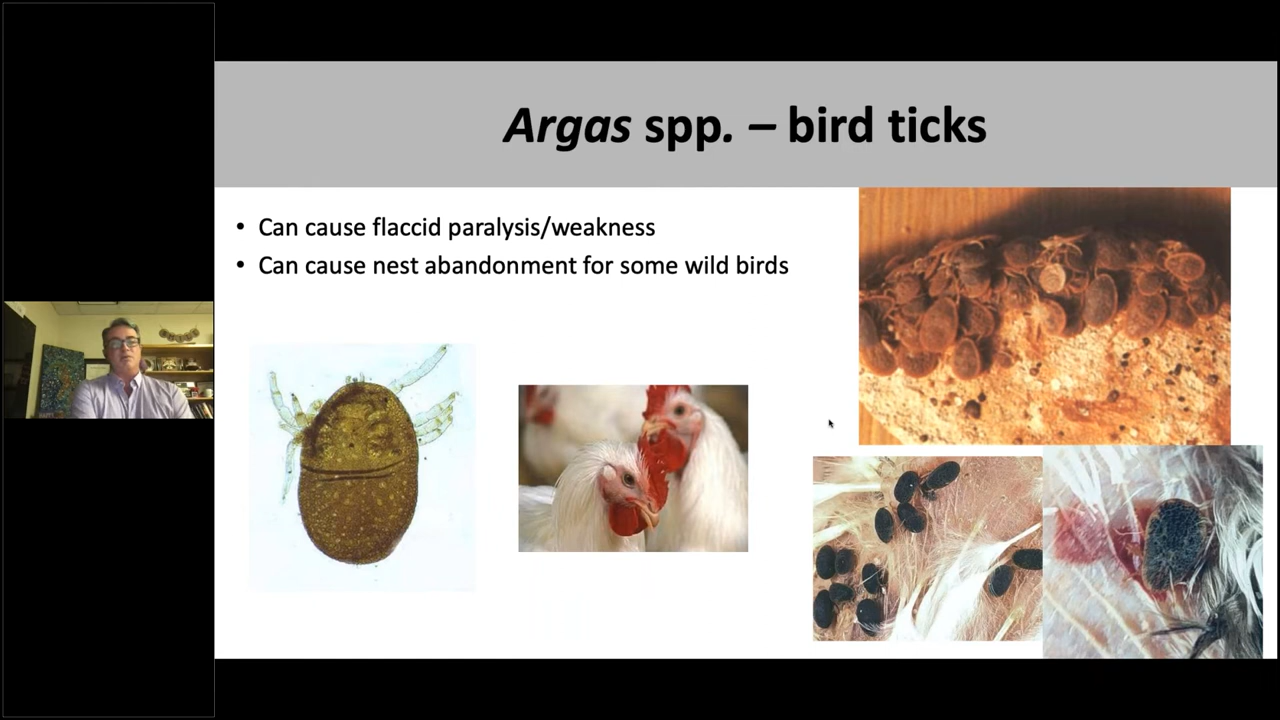 Argas spp. – bird ticks
• Can cause flaccid paralysis/weakness
• Can cause nest abandonment for some wild birds